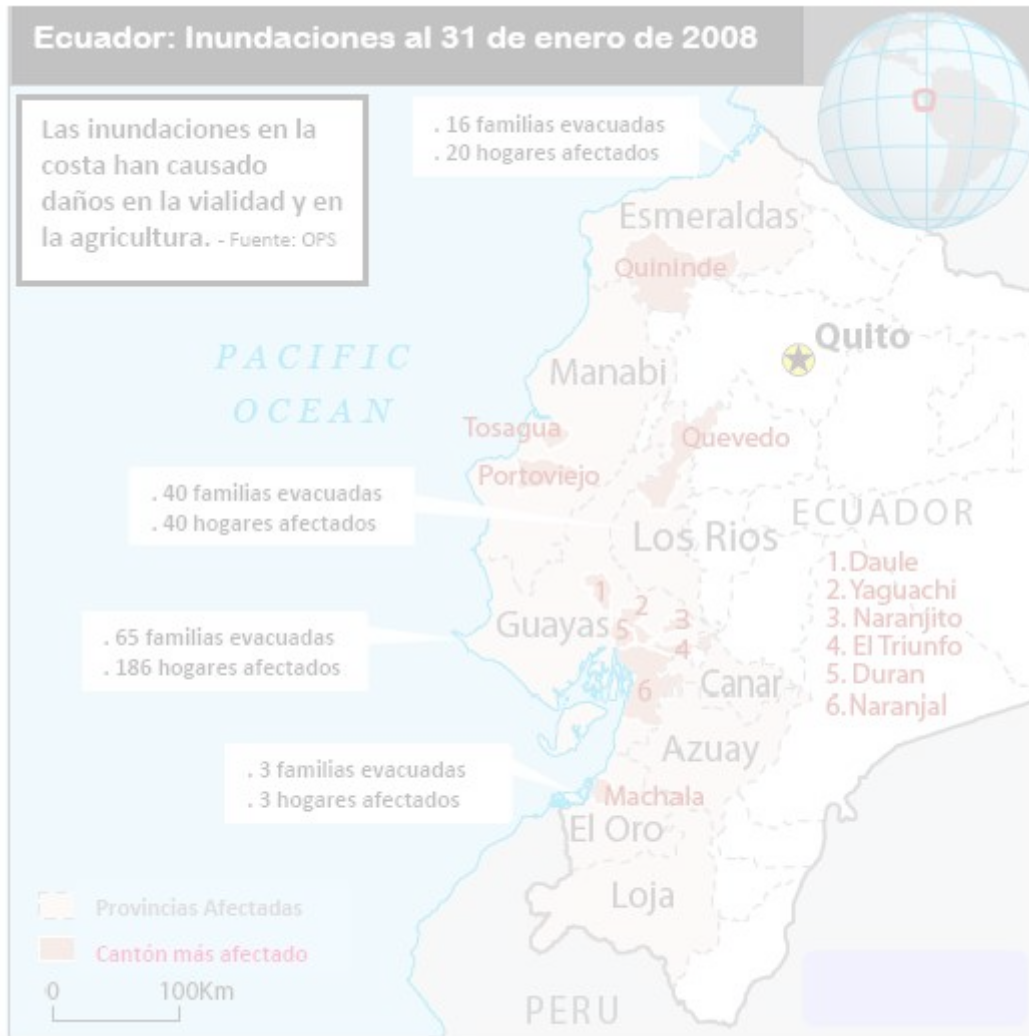 Ecuador: Inundaciones al 31 de enero de 2008
Las inundaciones en la
costa han causado
daños en la vialidad y en
la agricultura. - Fuente: OPS
. 16 familias evacuadas
. 20 hogares afectados
Esmeraldas
Quininde
Quito
PACIFIC
OCEAN
Manabi
Tosagua
Quevedo
Portoviejo
. 40 familias evacuadas
. 40 hogares afectados
ECUADOR
Los Rios
1. Daule
2. Yaguachi
3. Naranjito
4. El Triunfo
5. Duran
6. Naranjal
1
2
3
Guayas
5
4
. 65 familias evacuadas
. 186 hogares afectados
6
Canar
Azuay
. 3 familias evacuadas
. 3 hogares afectados
Machala
El Oro
Loja
Provincias Afectadas
Cantón más afectado
0 100Km
PERU